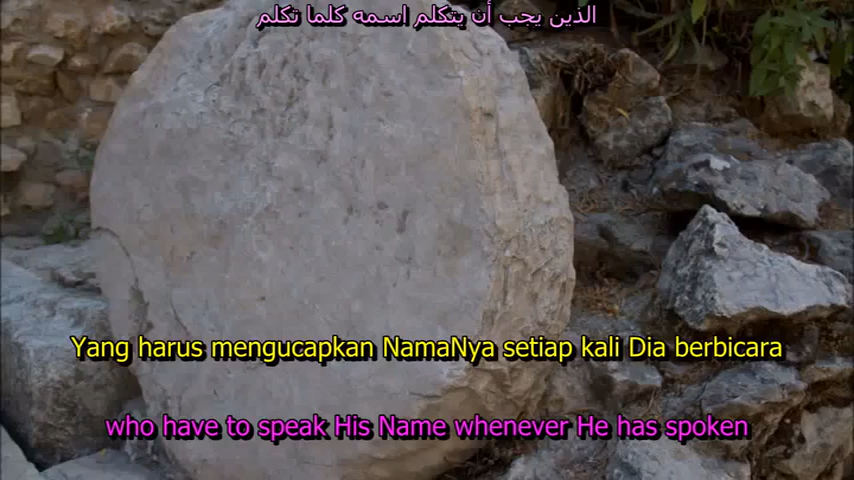 الذين يجب أن يتكلم اسمه كلما تكلم
Yang harus mengucapkan NamaNya setiap kali Dia berbicara
who have to speak His Name whenever He has spoken